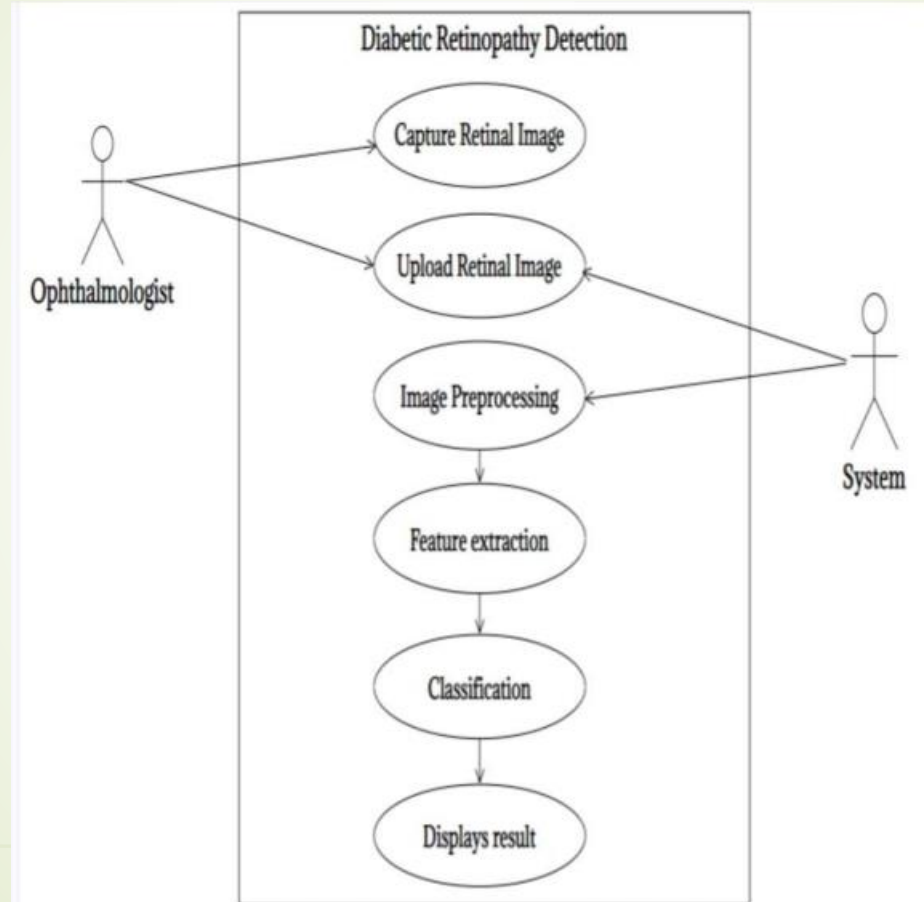 Diabetic Retinopathy Detection
Capture Retinal Image
Ophthalmologist
Upload Retinal Image
Image Preprocessing
System
Feature extraction
Classification
Displays result